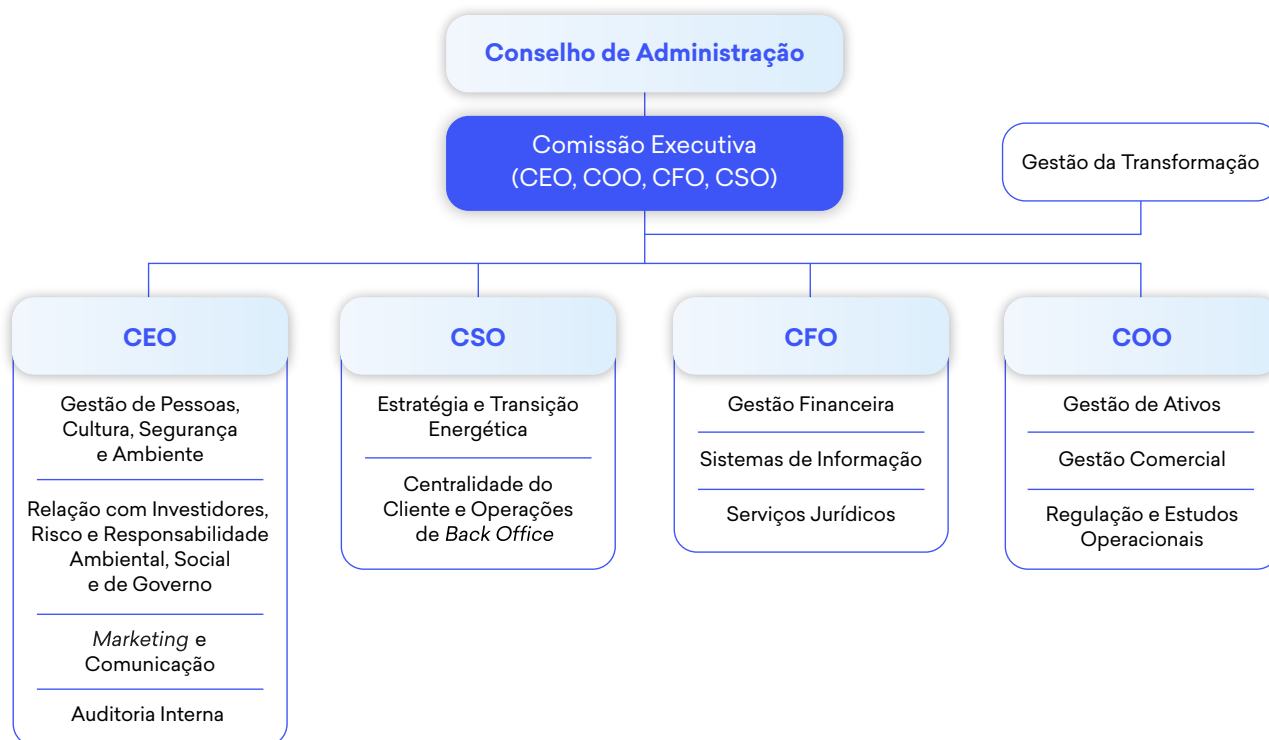 Conselho de Administração
Comissão Executiva
(CEO, COO, CFO, CSO)
Gestão da Transformação
CEO
Gestão de Pessoas,
Cultura, Segurança
e Ambiente
Relação com Investidores,
Risco e Responsabilidade
Ambiental, Social
e de Governo
Marketing e
Comunicação
Auditoria Interna
CSO
Estratégia e Transição
Energética
Centralidade do
Cliente e Operações
de Back Office
CFO
Gestão Financeira
Sistemas de Informação
Serviços Jurídicos
COO
Gestão de Ativos
Gestão Comercial
Regulação e Estudos
Operacionais